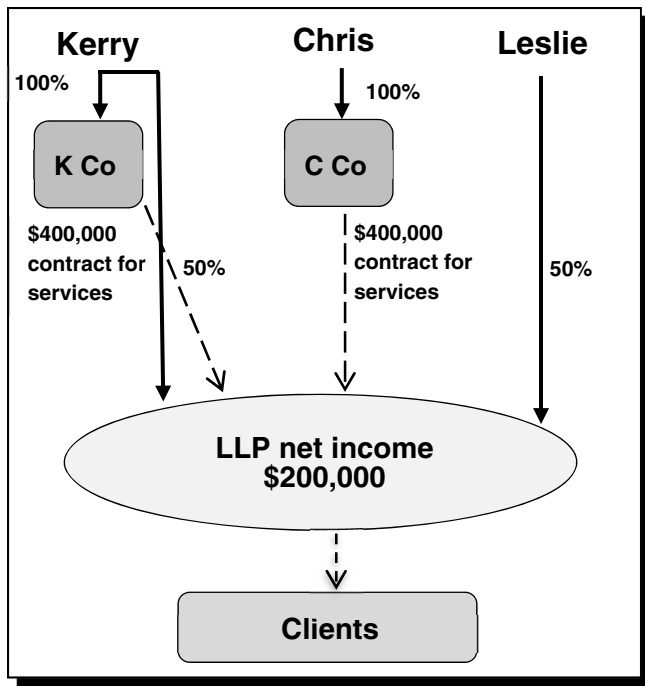 Kerry
Chris
Leslie
100%
100%
K Co
C Co
$400,000
contract for
services
50%
$400,000
contract for
services
50%
LLP net income
$200,000
Clients